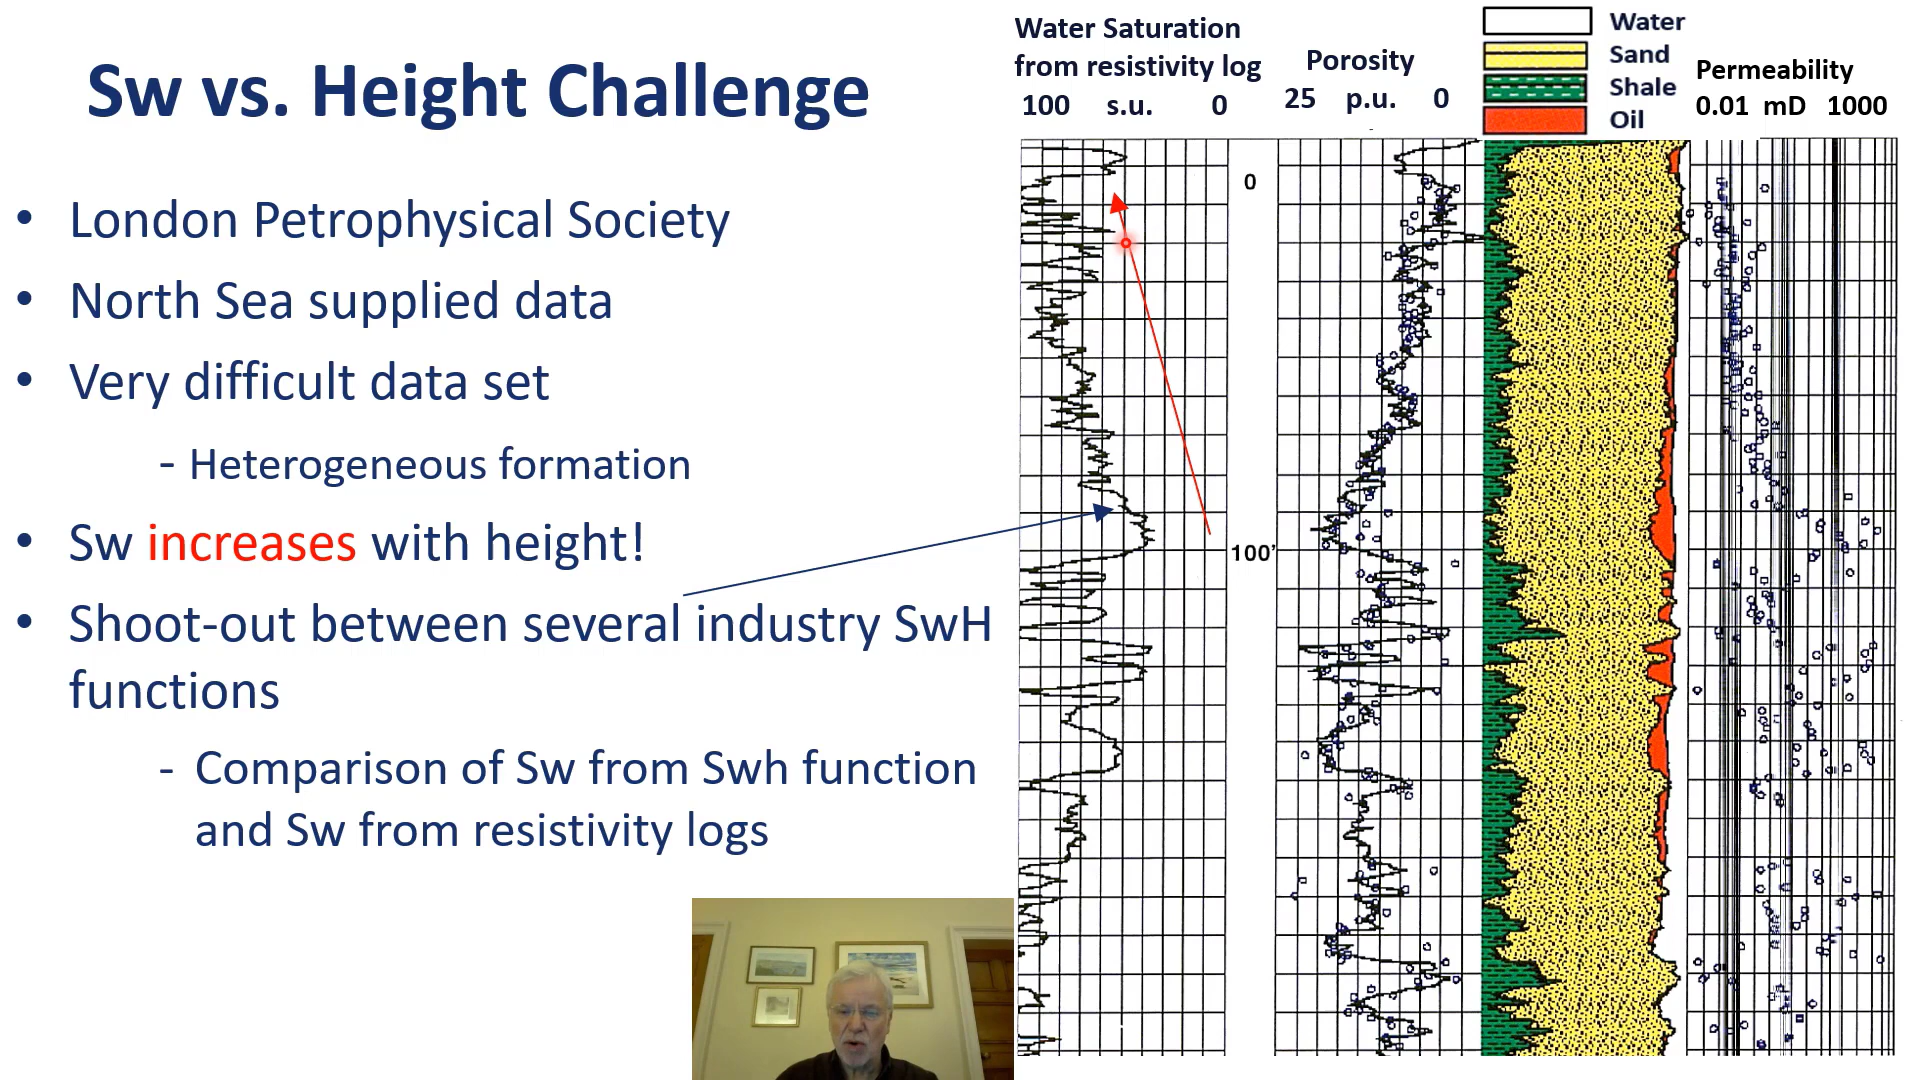 Sw vs. Height Challenge
• London Petrophysical Society
• North Sea supplied data
• Very difficult data set
- Heterogeneous formation
• Sw increases with height!
• Shoot-out between several industry SwH
functions
- Comparison of Sw from Swh function
and Sw from resistivity logs
Water Saturation
from resistivity log
100 s.u. 0
Porosity
25 p.u. 0
Water
Sand
Shale
Oil
Permeability
0.01 mD 1000
0
100'